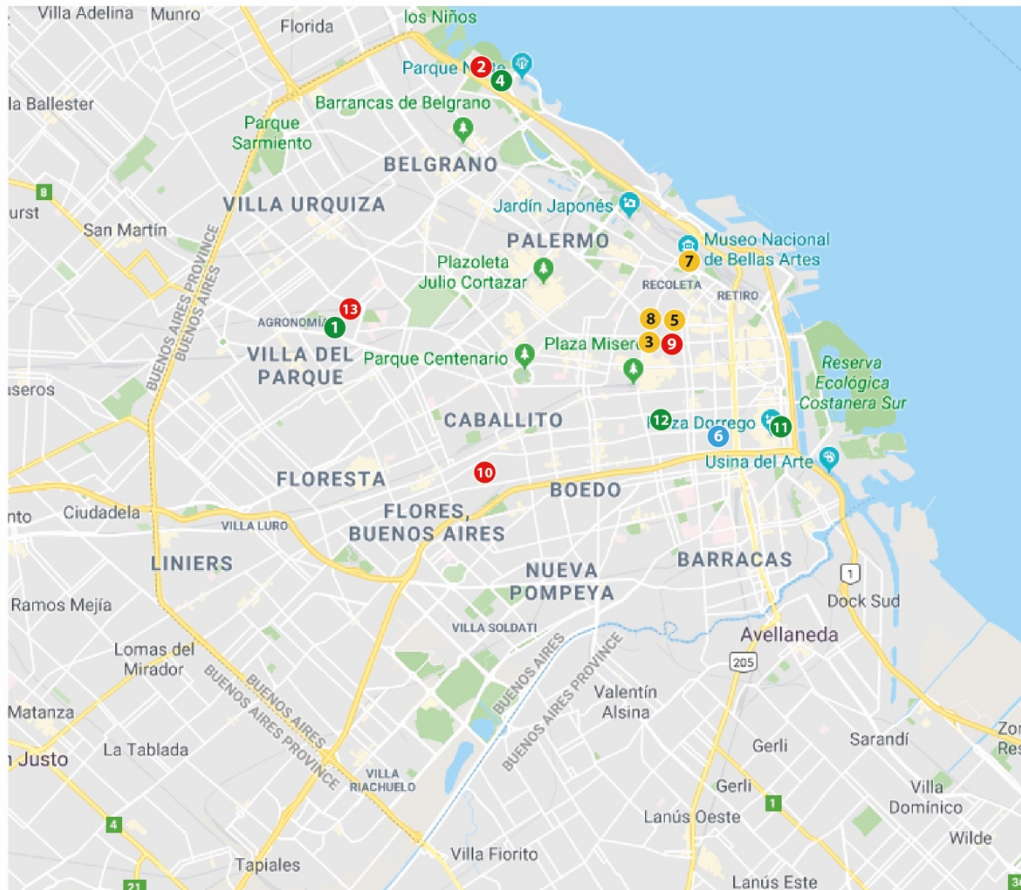 Villa Adelina
Munro
los Niños
Florida
Parque N
2
te
4
la Ballester
Barrancas de Belgrano
Parque
Sarmiento
BELGRANO
8
VILLA URQUIZA
Jardín Japonés
urst
San Martín
PALERMO
Museo Nacional
de Bellas Artes
7
BUENOS AIRES PROVINCE
BUENOS AIRES
Plazoleta
Julio Cortazar
RECOLETA
RETIRO
13
AGRONOMÍA
1
8
5
VILLA DEL
PARQUE
Parque Centenario
Plaza Misere
3
9
Reserva
Ecológica
Costanera Sur
aseros
CABALLITO
12
za Dorrego
11
6
Usina del Arte
10
FLORESTA
BOEDO
nto
Ciudadela
VILLA LURO
FLORES,
BUENOS AIRES
LINIERS
NUEVA
POMPEYA
BARRACAS
1
Ramos Mejía
Dock Sud
VILLA SOLDATI
Avellaneda
Lomas del
Mirador
205
BUENOS AIRES
BUENOS AIRES PROVINCE
BUENOS AIRES
BUENOS AIRES PROVINCE
Valentín
Alsina
Matanza
La Tablada
Gerli
Sarandí
Zon
Res
n Justo
VILLA
RIACHUELO
Gerli
Villa
Domínico
1
4
Lanús Oeste
Wilde
Villa Fiorito
Tapiales
21
Lanús Este
36